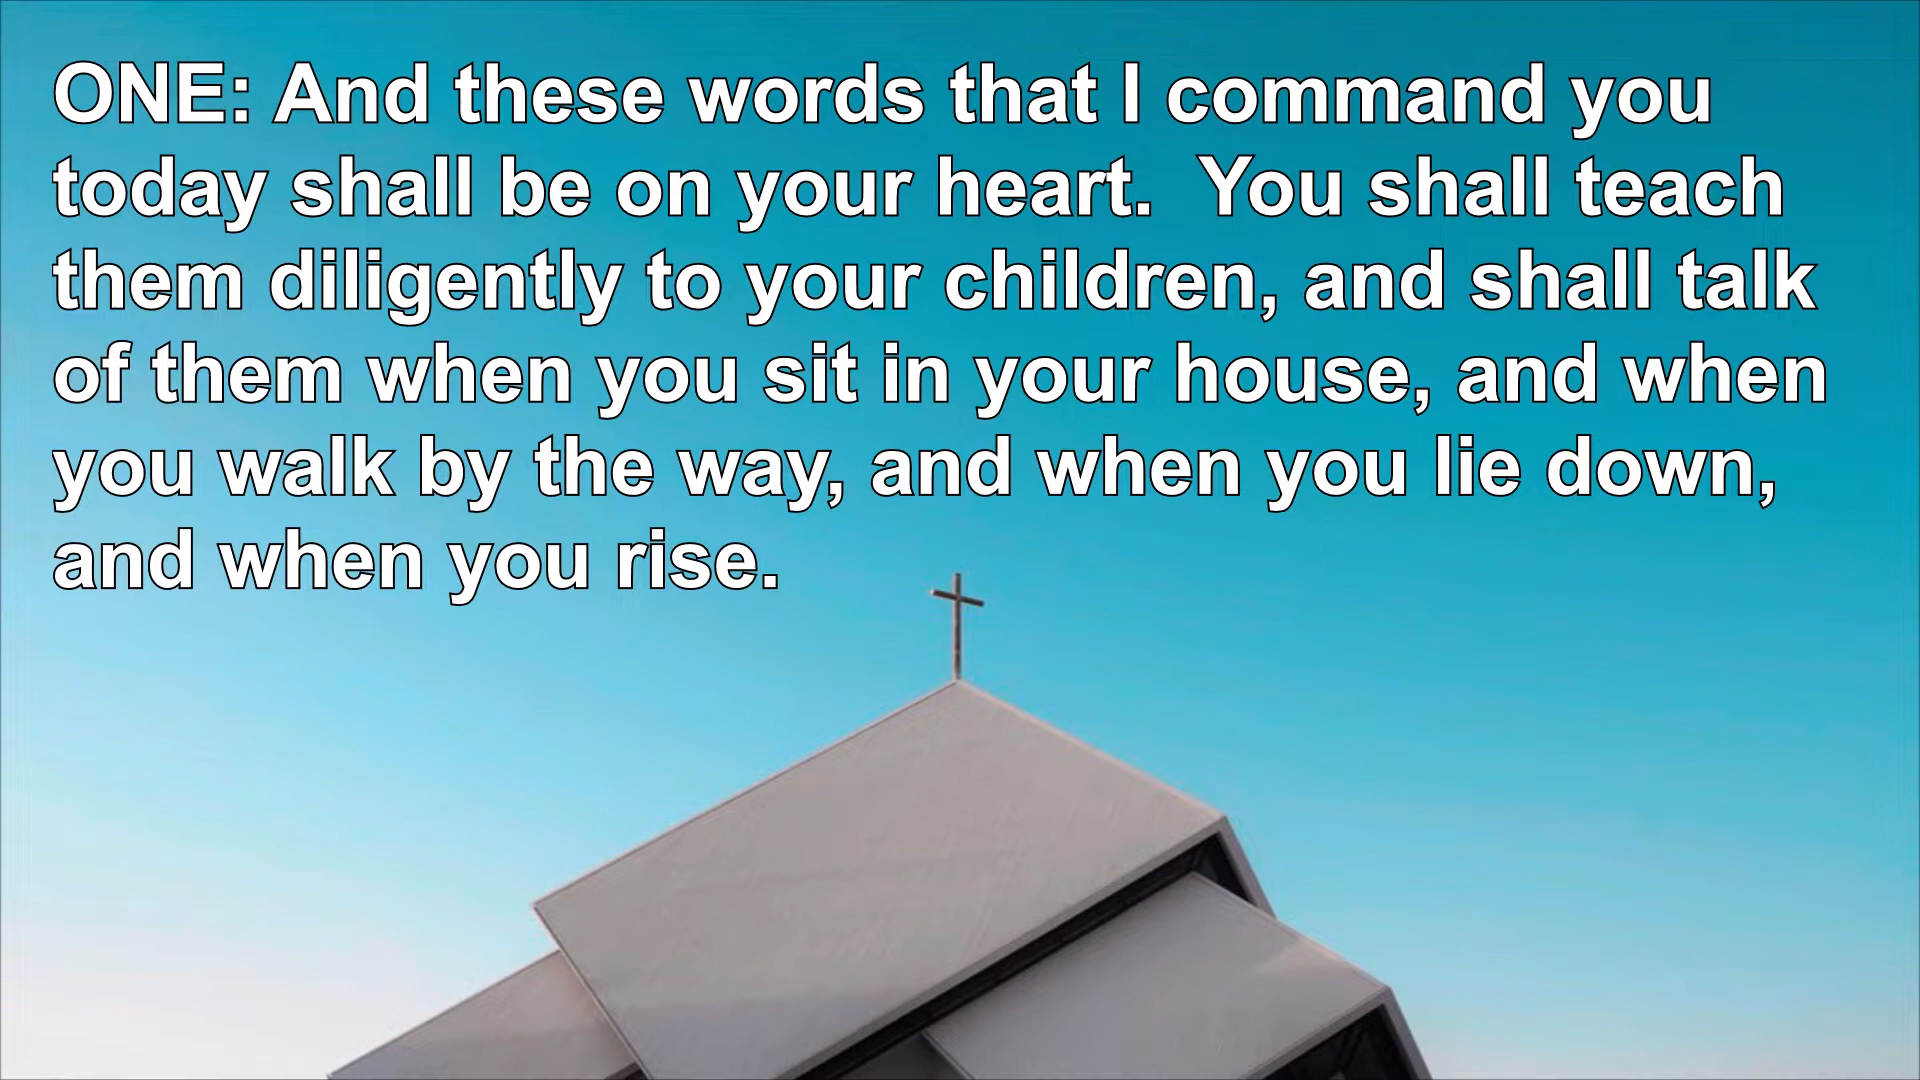 ONE: And these words that I command you
today shall be on your heart.  You shall teach
them diligently to your children, and shall talk
of them when you sit in your house, and when
you walk by the way, and when you lie down,
and when you rise.